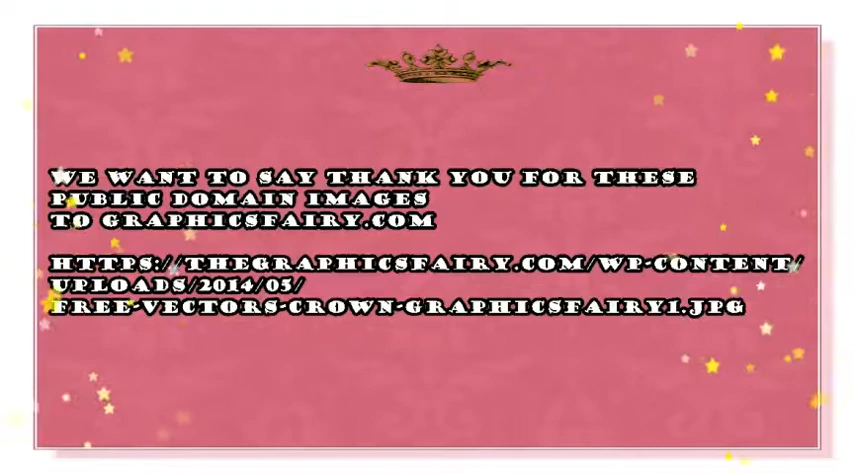 WE WANT TO SAY THANK YOU FOR THESE
PUBLIC DOMAIN IMAGES
TO GRAPHICSFAIRY.COM
HTTPS://THEGRAPHICSFAIRY.COM/WP-CONTENT/
UPLOADS/2014/05/
FREE-VECTORS-CROWN-GRAPHICSFAIRY1.JPG